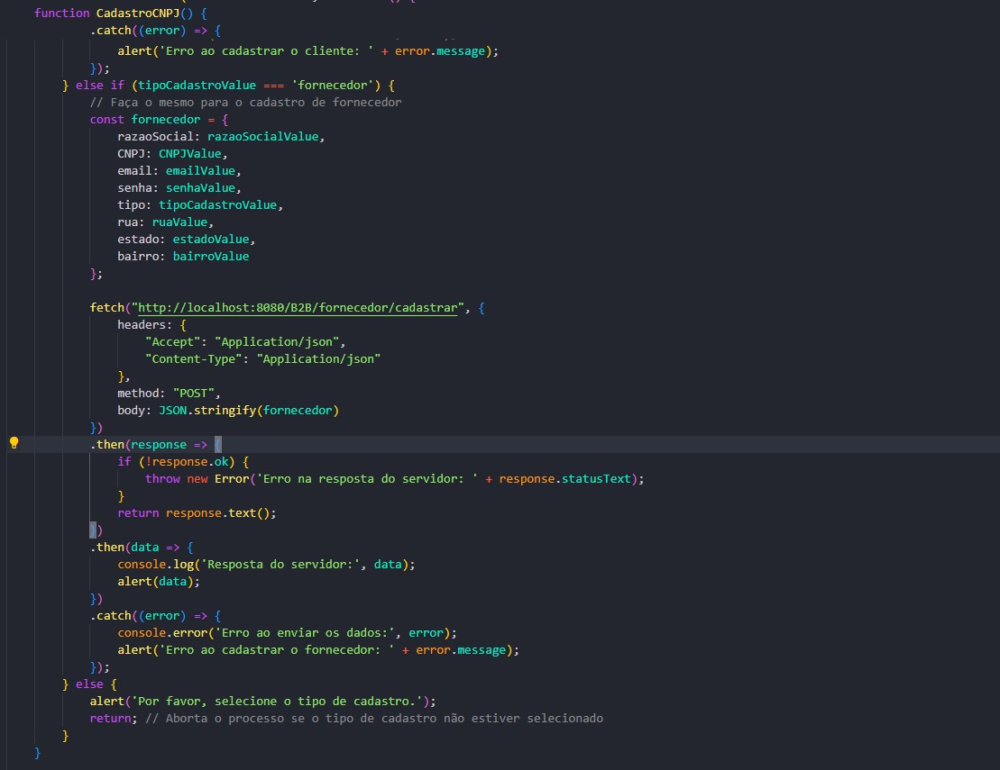 function CadastroCNPJ() {
.catch((error) => {
alert('Erro ao cadastrar o cliente: ' + error.message);
});
} else if (tipoCadastroValue === 'fornecedor') {
// Faça o mesmo para o cadastro de fornecedor
const fornecedor = {
razaoSocial: razaoSocialValue,
CNPJ: CNPJValue,
email: emailValue,
senha: senhaValue,
tipo: tipoCadastroValue,
rua: ruaValue,
estado: estadoValue,
bairro: bairroValue
};
fetch("http://localhost:8080/B2B/fornecedor/cadastrar", {
headers: {
"Accept": "Application/json",
"Content-Type": "Application/json"
},
method: "POST",
body: JSON.stringify(fornecedor)
})
.then(response => {
if (!response.ok) {
throw new Error('Erro na resposta do servidor: ' + response.statusText);
}
return response.text();
})
.then(data => {
console.log('Resposta do servidor:', data);
alert(data);
})
.catch((error) => {
console.error('Erro ao enviar os dados:', error);
alert('Erro ao cadastrar o fornecedor: ' + error.message);
});
} else {
alert('Por favor, selecione o tipo de cadastro.');
return; // Aborta o processo se o tipo de cadastro não estiver selecionado
}
}